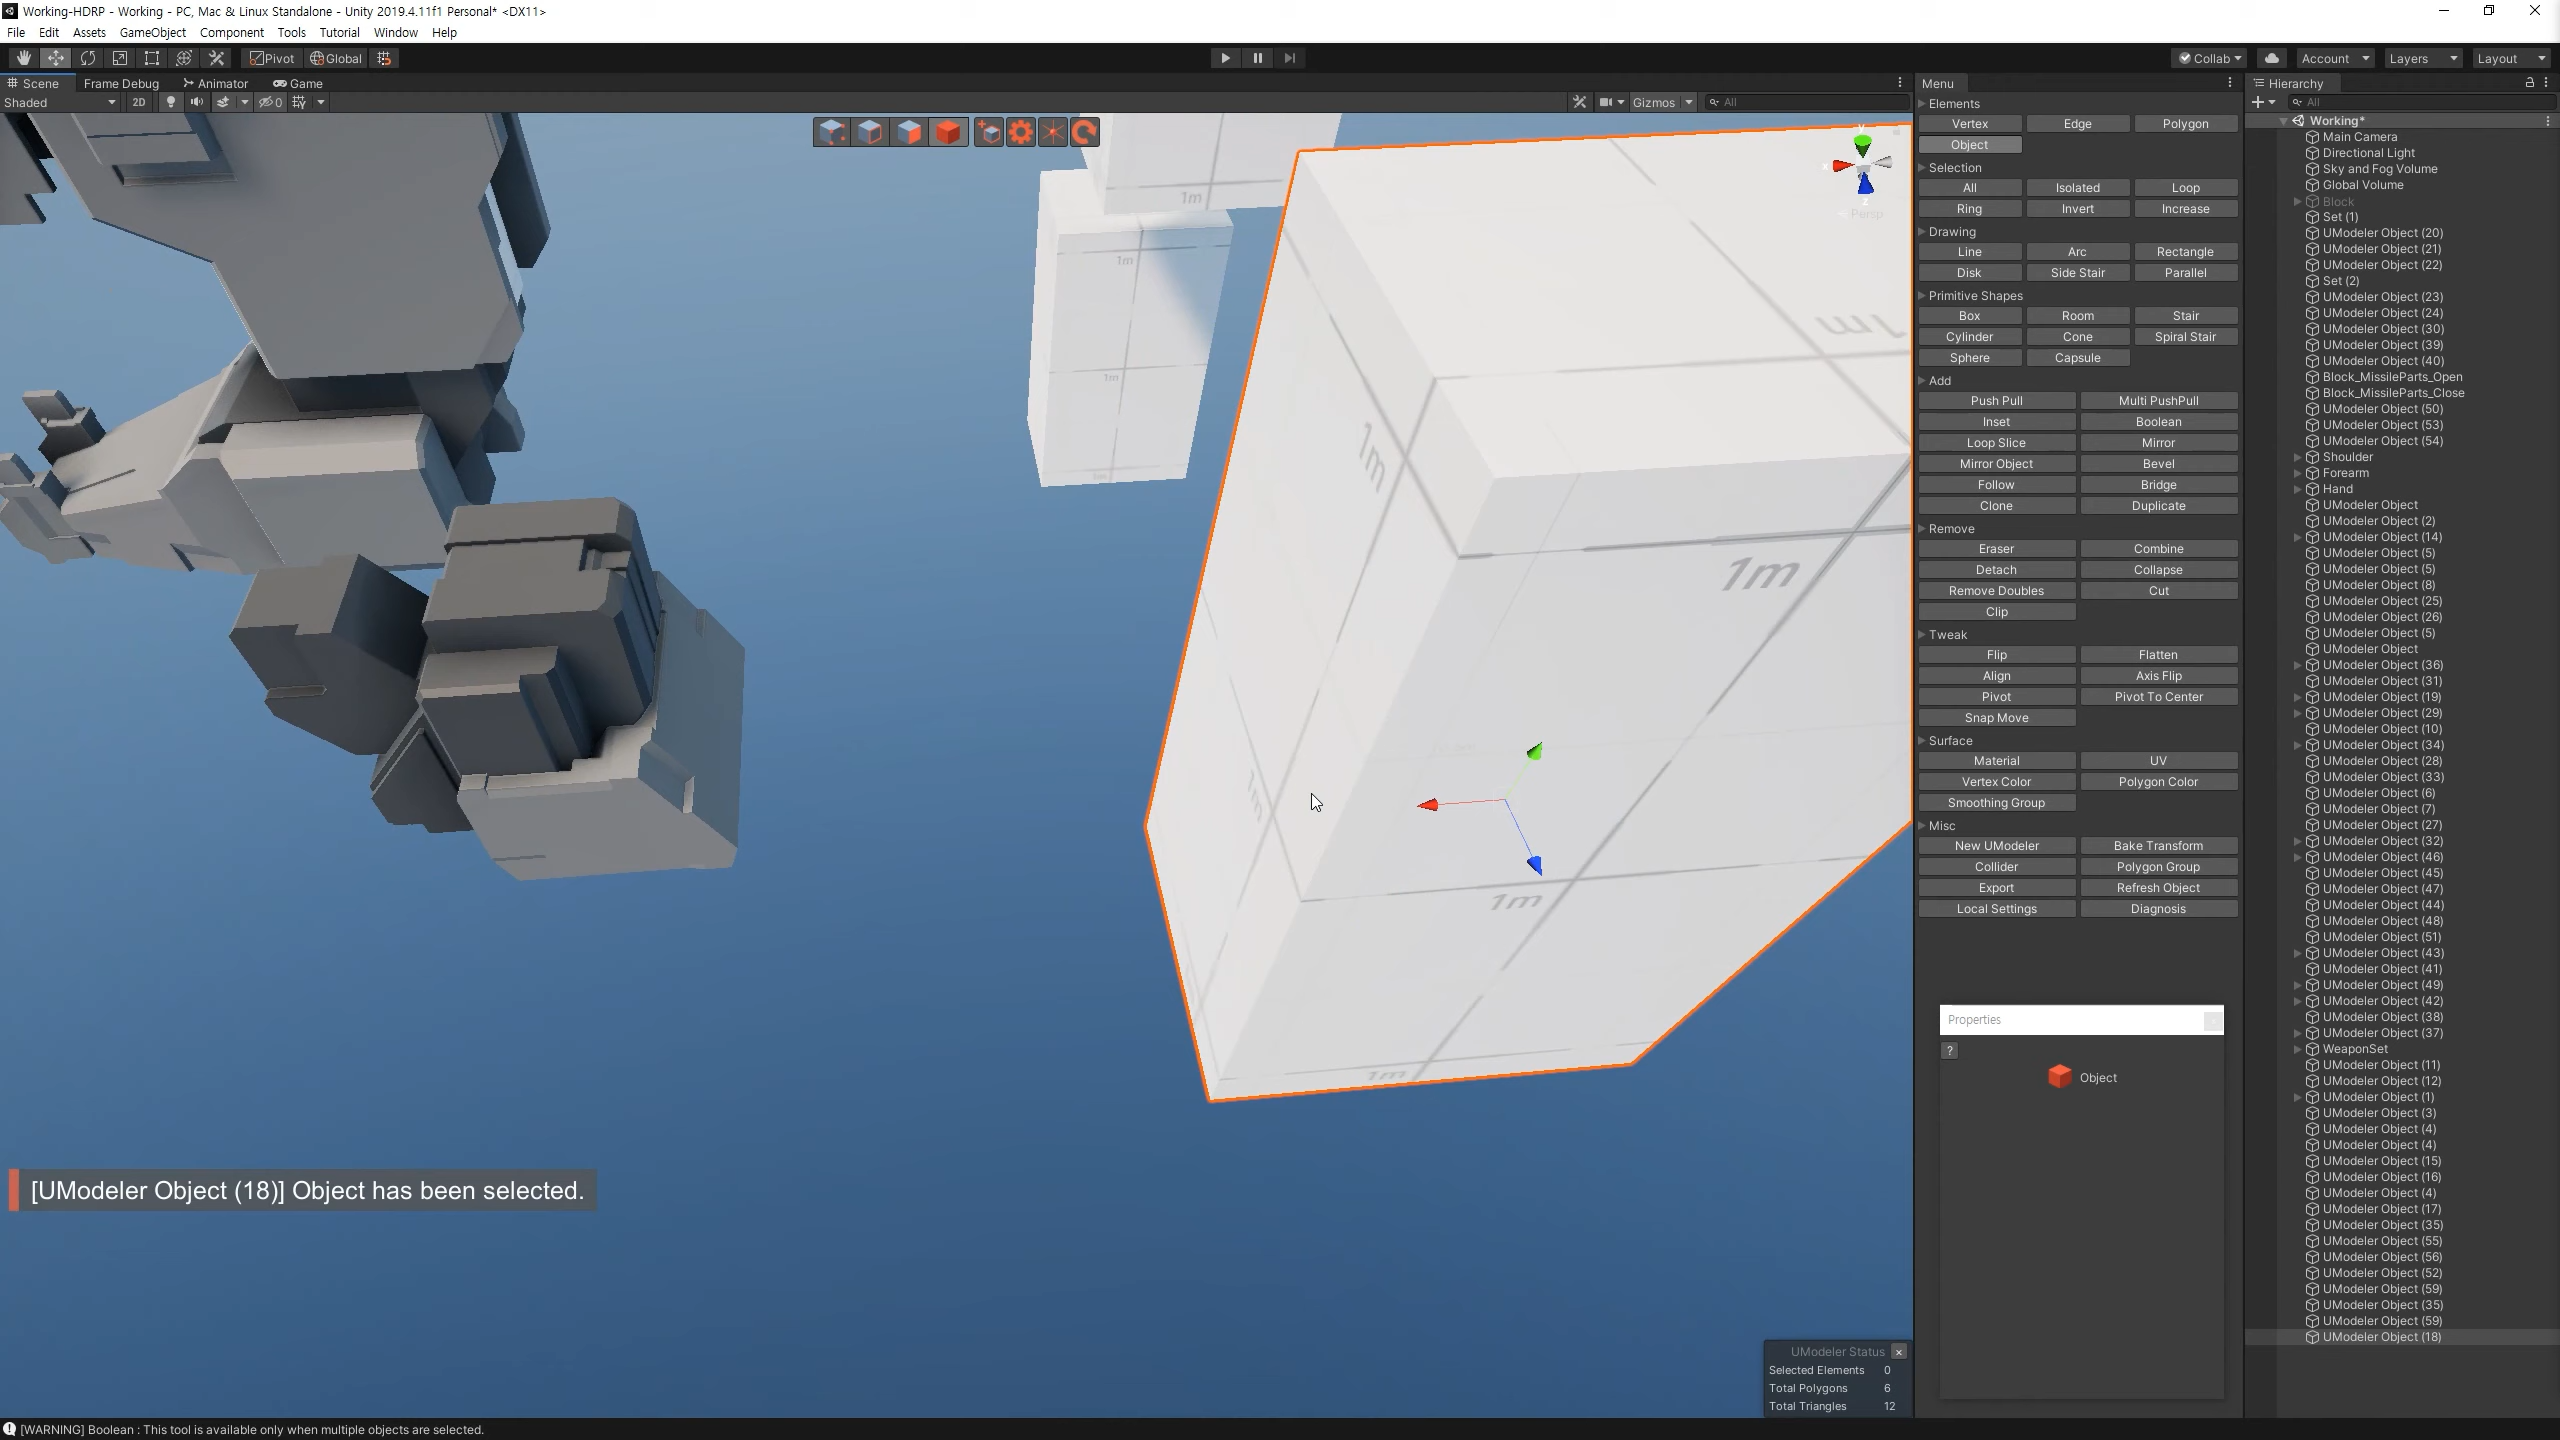 Working-HDRP - Working - PC, Mac & Linux Standalone - Unity 2019.4.11f1 Personal* <DX11>
File Edit Assets GameObject Component Tools Tutorial Window Help
Pivot Global Collab Account Layers Layout
Scene Frame Debug Animator Game
Shaded 2D 0 Gizmos All
Persp
1m
1m
1m
1m
1m
1m
1m
1m
1m
[UModeler Object (18)] Object has been selected.
UModeler Status
Selected Elements 0
Total Polygons 6
Total Triangles 12
[WARNING] Boolean : This tool is available only when multiple objects are selected.
Menu
Elements
Vertex Edge Polygon
Object
Selection
All Isolated Loop
Ring Invert Increase
Drawing
Line Arc Rectangle
Disk Side Stair Parallel
Primitive Shapes
Box Room Stair
Cylinder Cone Spiral Stair
Sphere Capsule
Add
Push Pull Multi PushPull
Inset Boolean
Loop Slice Mirror
Mirror Object Bevel
Follow Bridge
Clone Duplicate
Remove
Eraser Combine
Detach Collapse
Remove Doubles Cut
Clip
Tweak
Flip Flatten
Align Axis Flip
Pivot Pivot To Center
Snap Move
Surface
Material UV
Vertex Color Polygon Color
Smoothing Group
Misc
New UModeler Bake Transform
Collider Polygon Group
Export Refresh Object
Local Settings Diagnosis
Properties
?
Object
Hierarchy
All
Working*
Main Camera
Directional Light
Sky and Fog Volume
Global Volume
Block
Set (1)
UModeler Object (20)
UModeler Object (21)
UModeler Object (22)
Set (2)
UModeler Object (23)
UModeler Object (24)
UModeler Object (30)
UModeler Object (39)
UModeler Object (40)
Block_MissileParts_Open
Block_MissileParts_Close
UModeler Object (50)
UModeler Object (53)
UModeler Object (54)
Shoulder
Forearm
Hand
UModeler Object
UModeler Object (2)
UModeler Object (14)
UModeler Object (5)
UModeler Object (5)
UModeler Object (8)
UModeler Object (25)
UModeler Object (26)
UModeler Object (5)
UModeler Object
UModeler Object (36)
UModeler Object (31)
UModeler Object (19)
UModeler Object (29)
UModeler Object (10)
UModeler Object (34)
UModeler Object (28)
UModeler Object (33)
UModeler Object (6)
UModeler Object (7)
UModeler Object (27)
UModeler Object (32)
UModeler Object (46)
UModeler Object (45)
UModeler Object (47)
UModeler Object (44)
UModeler Object (48)
UModeler Object (51)
UModeler Object (43)
UModeler Object (41)
UModeler Object (49)
UModeler Object (42)
UModeler Object (38)
UModeler Object (37)
WeaponSet
UModeler Object (11)
UModeler Object (12)
UModeler Object (1)
UModeler Object (3)
UModeler Object (4)
UModeler Object (4)
UModeler Object (15)
UModeler Object (16)
UModeler Object (4)
UModeler Object (17)
UModeler Object (35)
UModeler Object (55)
UModeler Object (56)
UModeler Object (52)
UModeler Object (59)
UModeler Object (35)
UModeler Object (59)
UModeler Object (18)